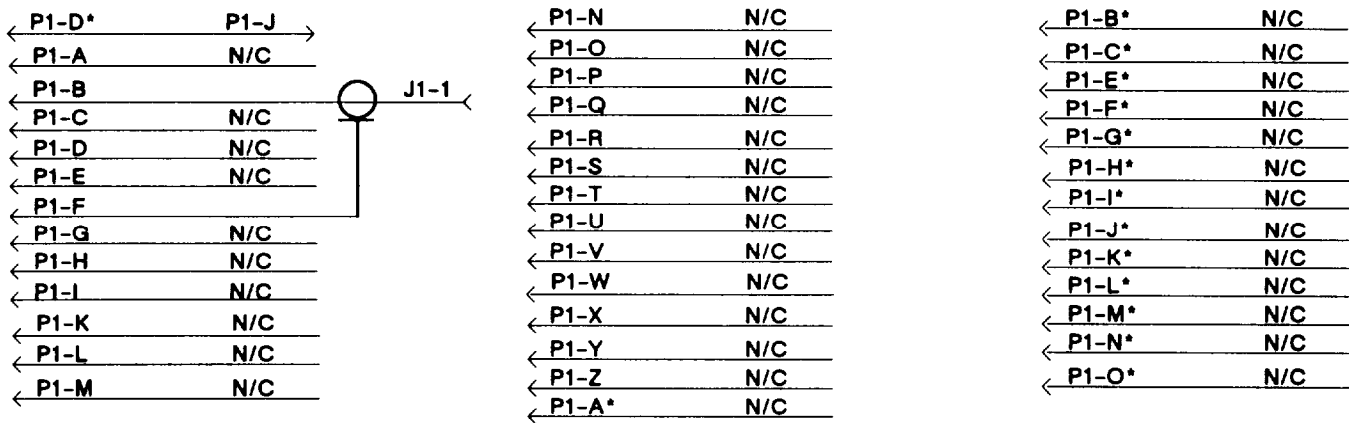 P1-D* P1-J
P1-A N/C
P1-B J1-1
P1-C N/C
P1-D N/C
P1-E N/C
P1-F
P1-G N/C
P1-H N/C
P1-I N/C
P1-K N/C
P1-L N/C
P1-M N/C
P1-N N/C
P1-O N/C
P1-P N/C
P1-Q N/C
P1-R N/C
P1-S N/C
P1-T N/C
P1-U N/C
P1-V N/C
P1-W N/C
P1-X N/C
P1-Y N/C
P1-Z N/C
P1-A* N/C
P1-B* N/C
P1-C* N/C
P1-E* N/C
P1-F* N/C
P1-G* N/C
P1-H* N/C
P1-I* N/C
P1-J* N/C
P1-K* N/C
P1-L* N/C
P1-M* N/C
P1-N* N/C
P1-O* N/C